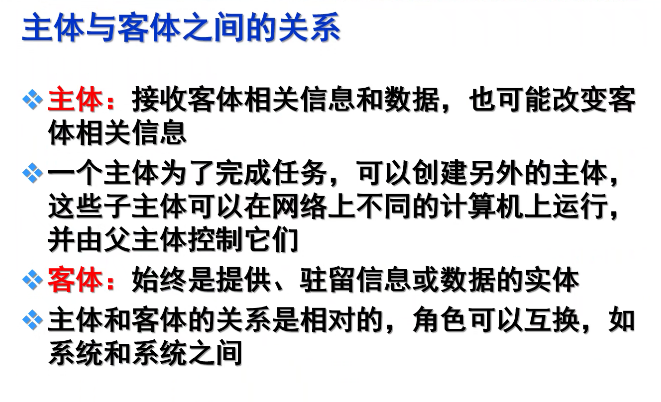 主体与客体之间的关系
主体：接收客体相关信息和数据，也可能改变客
体相关信息
一个主体为了完成任务，可以创建另外的主体，
这些子主体可以在网络上不同的计算机上运行，
并由父主体控制它们
客体：始终是提供、驻留信息或数据的实体
主体和客体的关系是相对的，角色可以互换，如
系统和系统之间